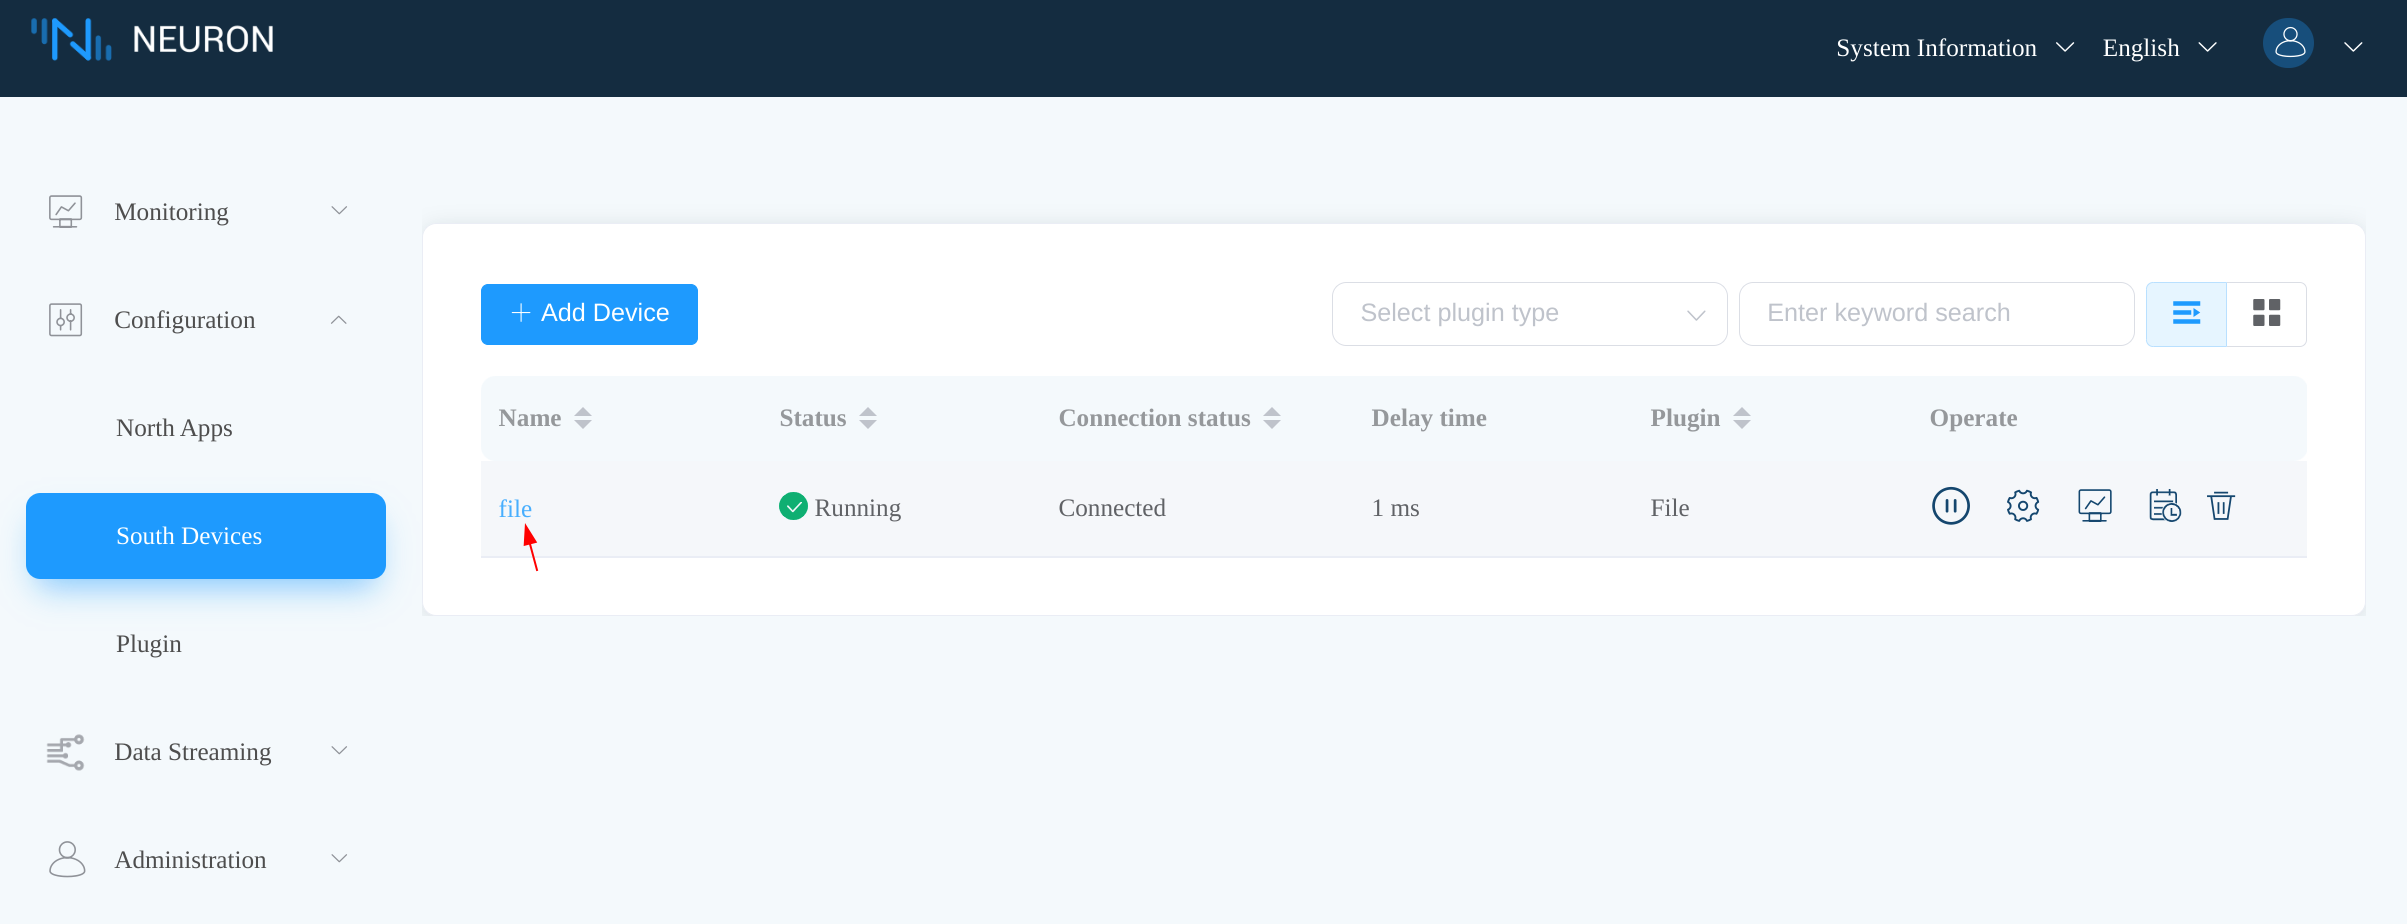 NEURON
System Information
English
Monitoring
Configuration
North Apps
South Devices
Plugin
Data Streaming
Administration
Add Device
Select plugin type
Enter keyword search
Name
Status
Connection status
Delay time
Plugin
Operate
file
Running
Connected
1 ms
File